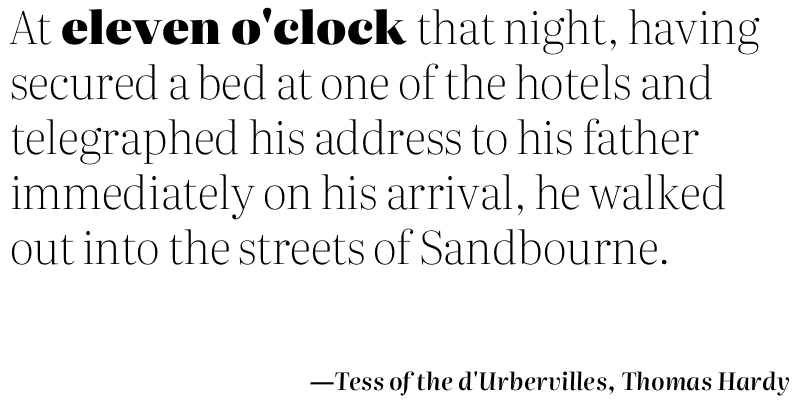 At eleven o'clock that night, having
secured a bed at one of the hotels and
telegraphed his address to his father
immediately on his arrival, he walked
out into the streets of Sandbourne.
—Tess of the d'Urbervilles, Thomas Hardy